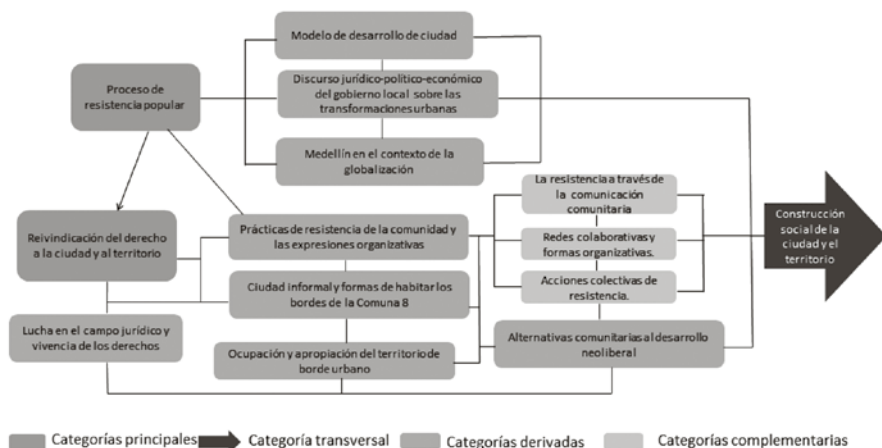 Modelo de desarrollo de ciudad
Proceso de
resistencia popular
Discurso jurídico-político-económico
del gobierno local sobre las
transformaciones urbanas
Medellín en el contexto de la
globalización
La resistencia a través de
la comunicación
comunitaria
Construcción
social de la
ciudad y el
territorio
Reivindicación del derecho
a la ciudad y al territorio
Prácticas de resistencia de la comunidad y
las expresiones organizativas
Redes colaborativas y
formas organizativas.
Ciudad informal y formas de habitar los
bordes de la Comuna 8
Acciones colectivas de
resistencia.
Lucha en el campo jurídico y
vivencia de los derechos
Alternativas comunitarias al desarrollo
neoliberal
Ocupación y apropiación del territorio de
borde urbano
Categorías principales
Categoría transversal
Categorías derivadas
Categorías complementarias